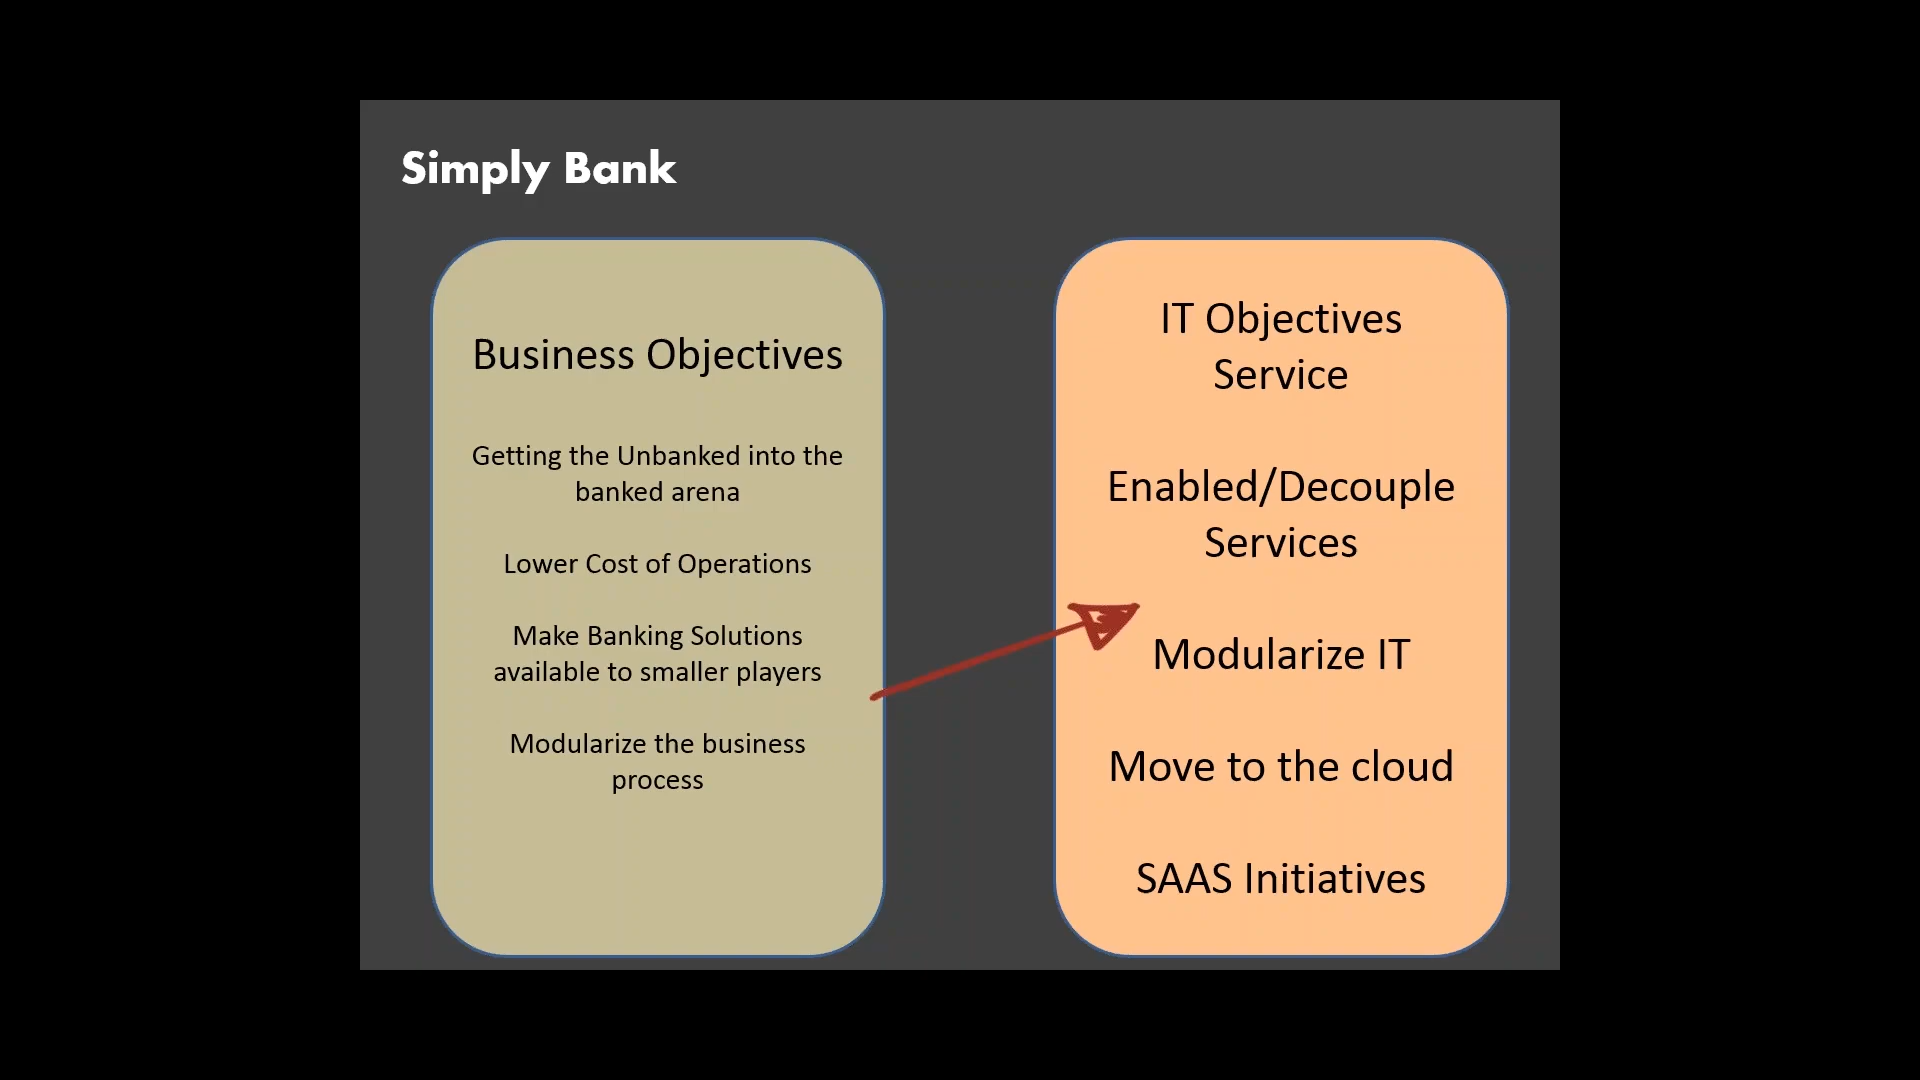 Simply Bank
Business Objectives
Getting the Unbanked into the
banked arena
Lower Cost of Operations
Make Banking Solutions
available to smaller players
Modularize the business
process
IT Objectives
Service
Enabled/Decouple
Services
Modularize IT
Move to the cloud
SAAS Initiatives